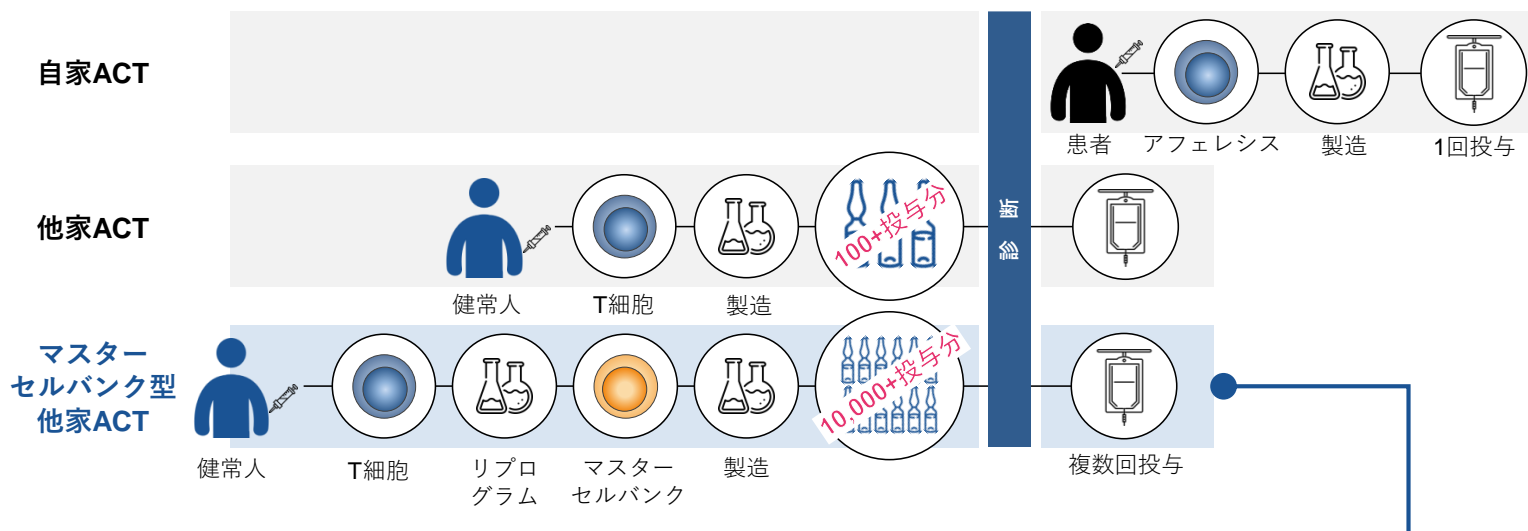 自家ACT
患者
アフェレシス
製造
1回投与
診断
他家ACT
100+投与分
健常人
T細胞
製造
マスター
セルバンク型
他家ACT
10,000+投与分
健常人
T細胞
リプロ
グラム
マスター
セルバンク
製造
複数回投与